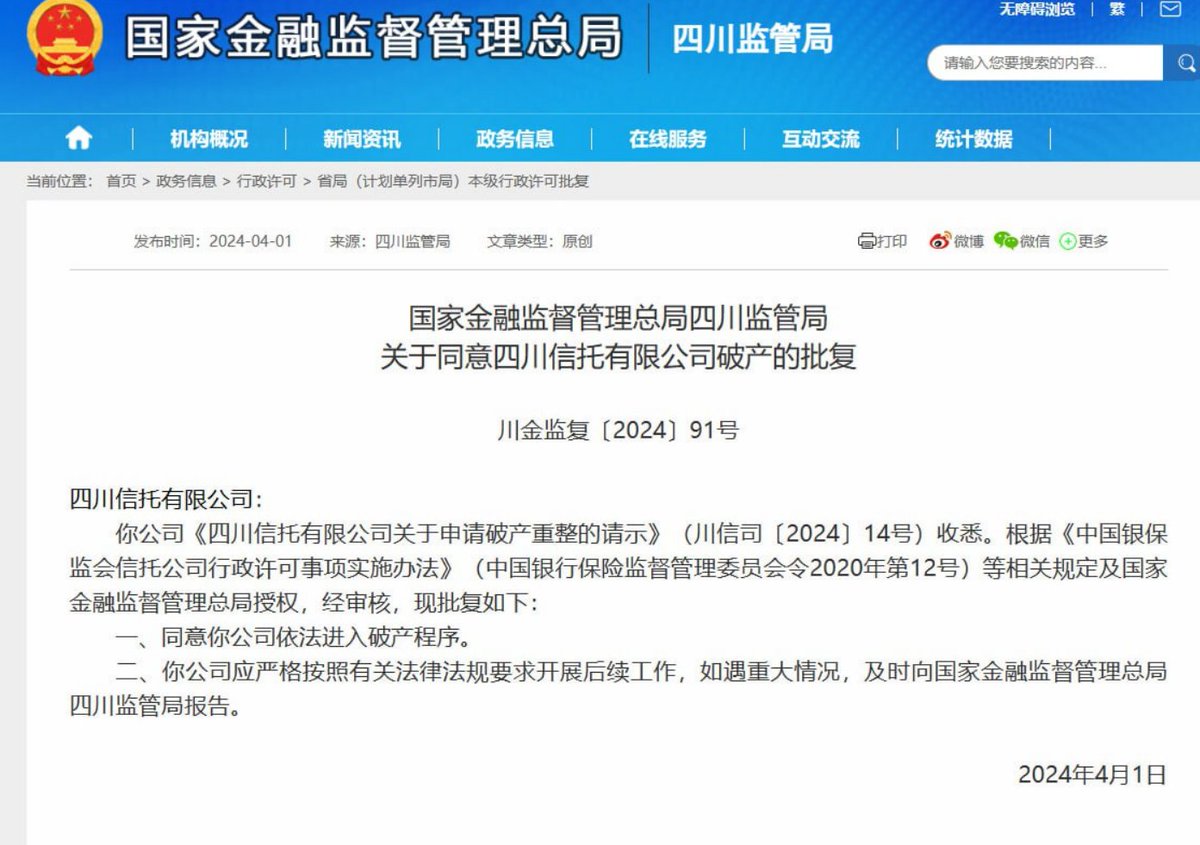 无障碍浏览 | 繁 |
国家金融监督管理总局 四川监管局
请输入您要搜索的内容...
机构概况 | 新闻资讯 | 政务信息 | 在线服务 | 互动交流 | 统计数据 |
当前位置： 首页 > 政务信息 > 行政许可 > 省局（计划单列市局）本级行政许可批复
发布时间：2024-04-01 来源：四川监管局 文章类型：原创 打印 微博 微信 更多
国家金融监督管理总局四川监管局
关于同意四川信托有限公司破产的批复
川金监复〔2024〕91号
四川信托有限公司：
你公司《四川信托有限公司关于申请破产重整的请示》（川信司〔2024〕14号）收悉。根据《中国银保
监会信托公司行政许可事项实施办法》（中国银行保险监督管理委员会令2020年第12号）等相关规定及国家
金融监督管理总局授权，经审核，现批复如下：
一、同意你公司依法进入破产程序。
二、你公司应严格按照有关法律法规要求开展后续工作，如遇重大情况，及时向国家金融监督管理总局
四川监管局报告。
2024年4月1日